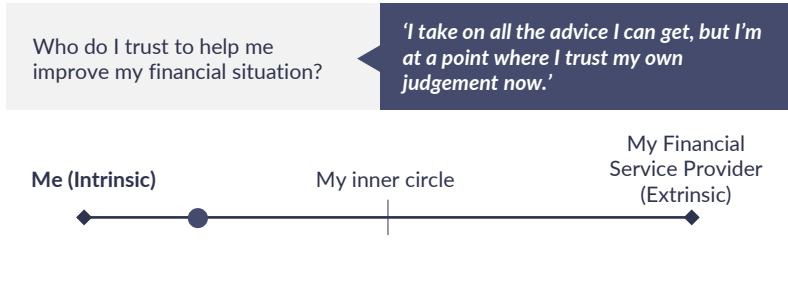 Who do I trust to help me
improve my financial situation?
‘I take on all the advice I can get, but I’m
at a point where I trust my own
judgement now.’
Me (Intrinsic)
My inner circle
My Financial
Service Provider
(Extrinsic)